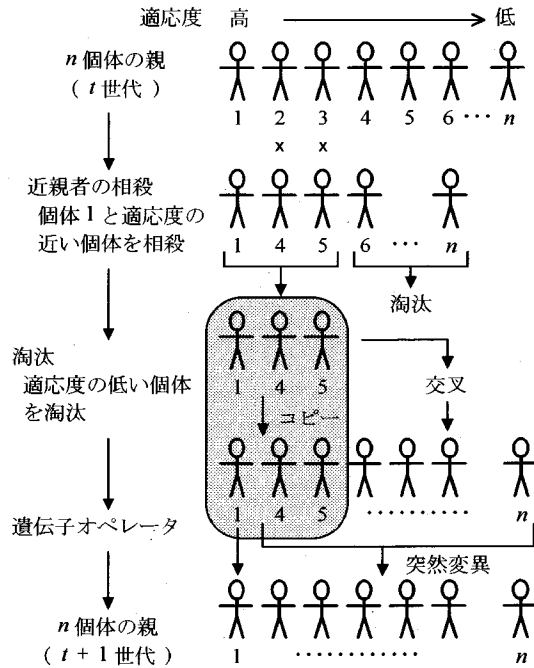 適応度 高 低
n 個体の親
( t 世代 )
1 2 3 4 5 6 ··· n
x x
近親者の相殺
個体 1 と適応度の
近い個体を相殺
1 4 5 6 ··· n
淘汰
淘汰
適応度の低い個体
を淘汰
1 4 5
交叉
コピー
1 4 5 ·········· n
遺伝子オペレータ
突然変異
n 個体の親
( t + 1 世代 )
1 ············ n